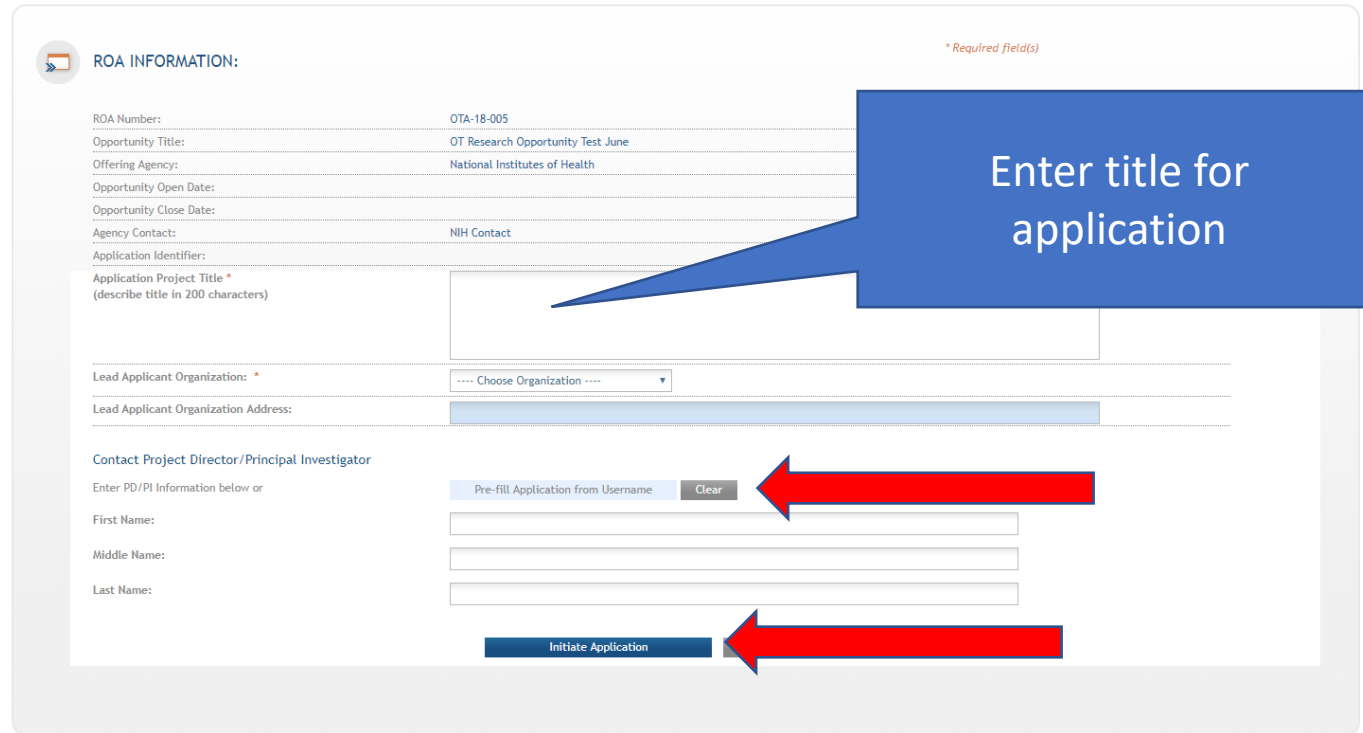 * Required field(s)
ROA INFORMATION:
ROA Number: OTA-18-005
Opportunity Title: OT Research Opportunity Test June
Offering Agency: National Institutes of Health
Opportunity Open Date:
Opportunity Close Date:
Agency Contact: NIH Contact
Application Identifier:
Enter title for
application
Application Project Title *
(describe title in 200 characters)
Lead Applicant Organization: * ---- Choose Organization ----
Lead Applicant Organization Address:
Contact Project Director/Principal Investigator
Enter PD/PI Information below or Pre-fill Application from Username Clear
First Name:
Middle Name:
Last Name:
Initiate Application